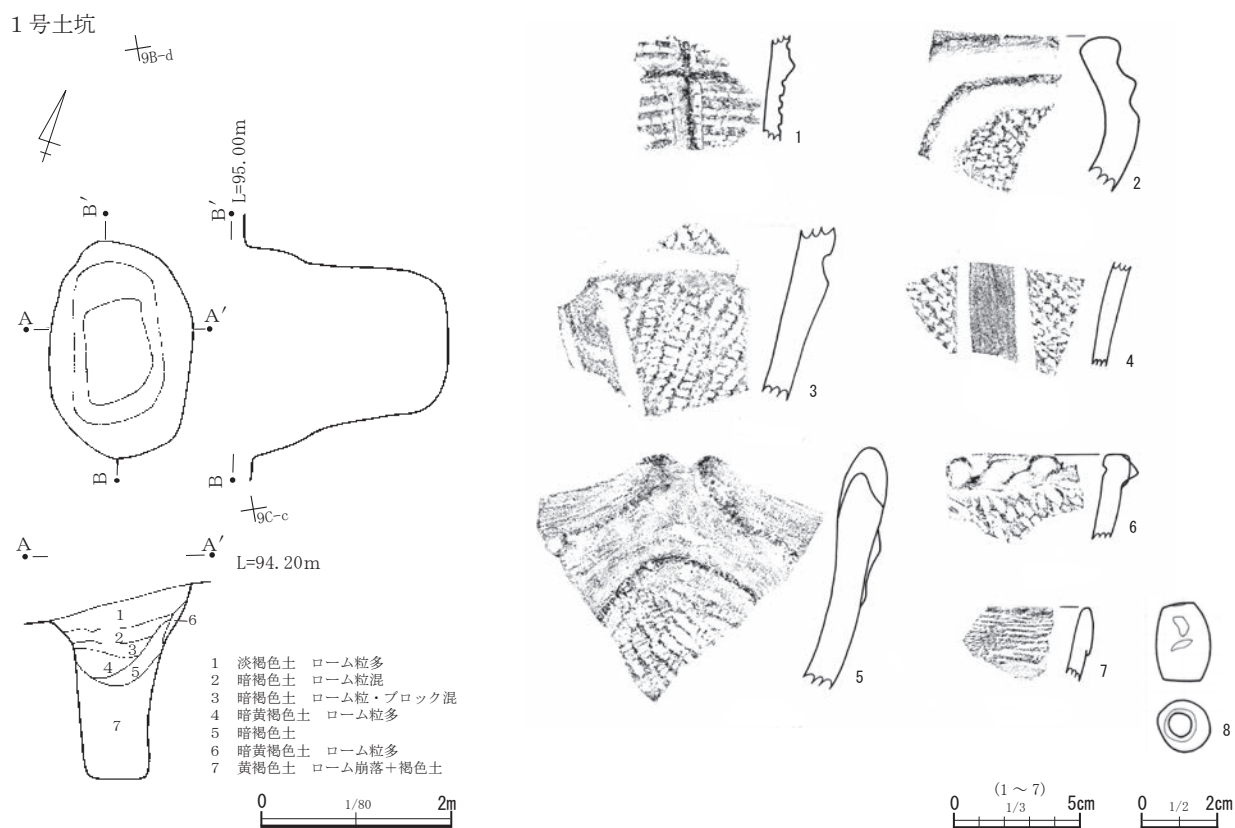 1号土坑
9B-d
L=95.00m
B′
B′
A
A′
B
B
9C-c
A
A′
L=94.20m
1
2
3
4
5
6
7
1 淡褐色土 ローム粒多
2 暗褐色土 ローム粒混
3 暗褐色土 ローム粒・ブロック混
4 暗黄褐色土 ローム粒多
5 暗褐色土
6 暗黄褐色土 ローム粒多
7 黄褐色土 ローム崩落+褐色土
0 1/80 2m
1
2
3
4
5
6
7
8
(1～7)
0 1/3 5cm
0 1/2 2cm